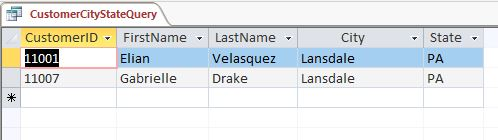 CustomerCityStateQuery
CustomerID FirstName LastName City State
11001 Elian Velasquez Lansdale PA
11007 Gabrielle Drake Lansdale PA